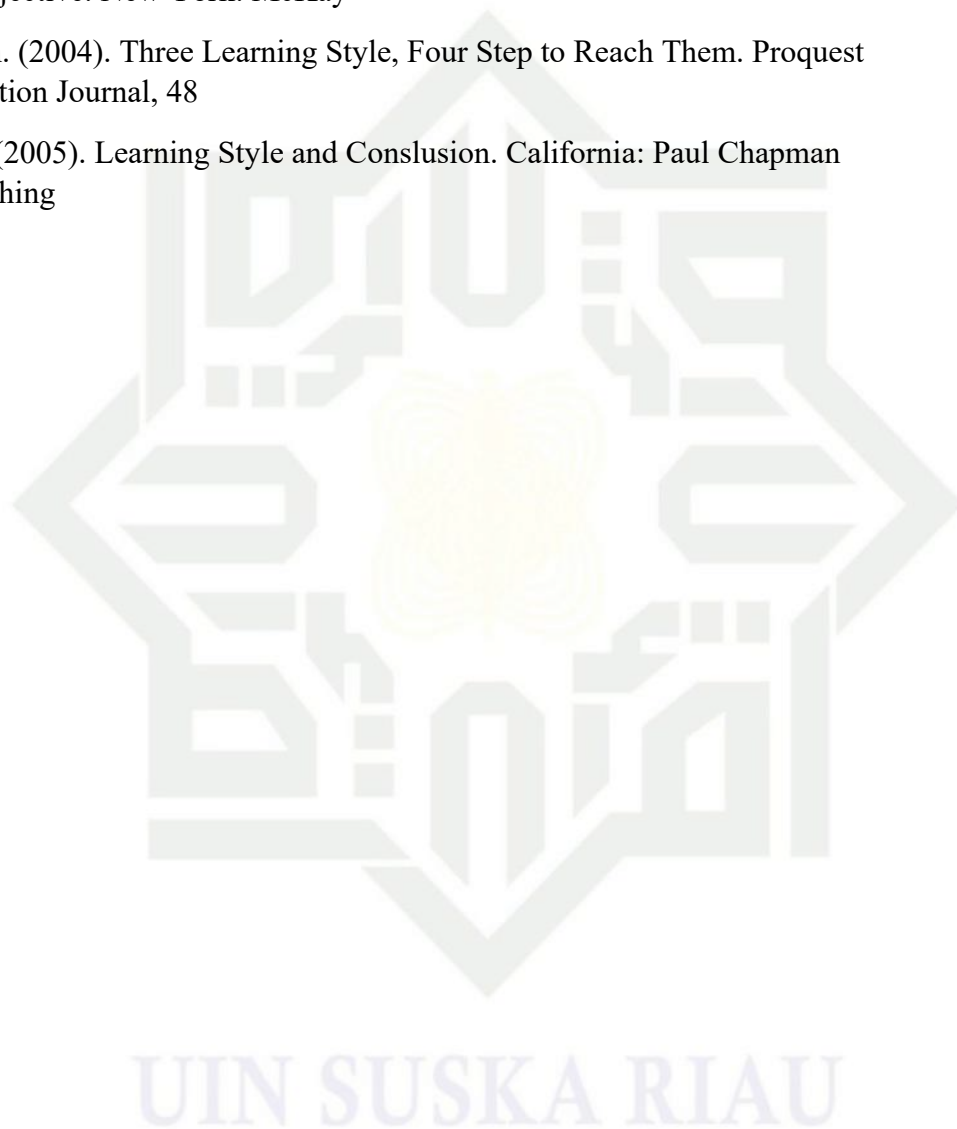 . (2004). Three Learning Style, Four Step to Reach Them. Proquest
tion Journal, 48
(2005). Learning Style and Conslusion. California: Paul Chapman
hing
UIN SUSKA RIAU